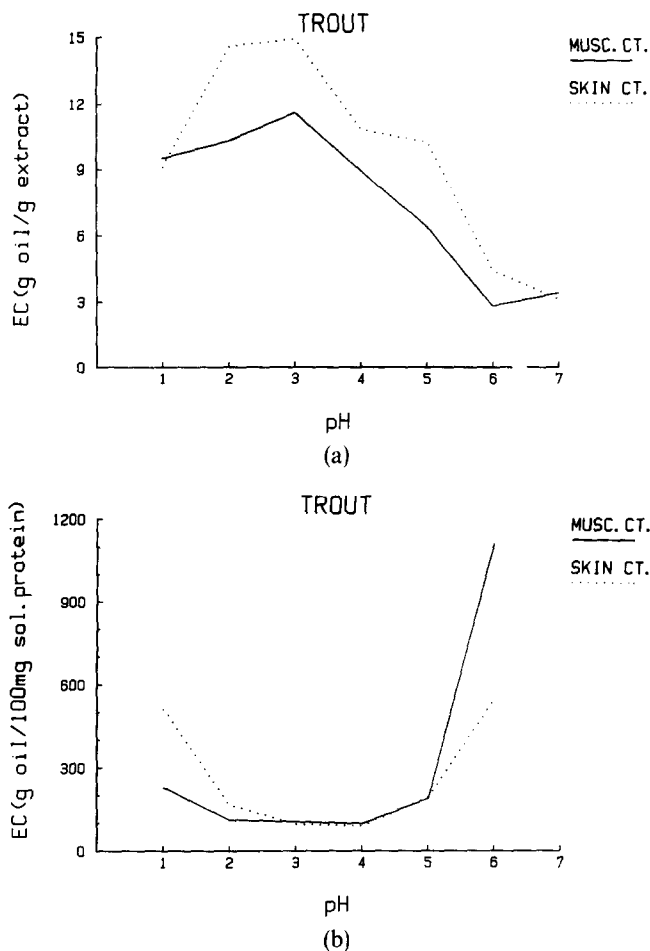 TROUT
15
12
9
6
3
0
EC(g oil/g extract)
1 2 3 4 5 6 7
pH
MUSC. CT.
SKIN CT.
(a)
TROUT
1200
900
600
300
0
EC(g oil/100mg sol.protein)
1 2 3 4 5 6 7
pH
MUSC. CT.
SKIN CT.
(b)